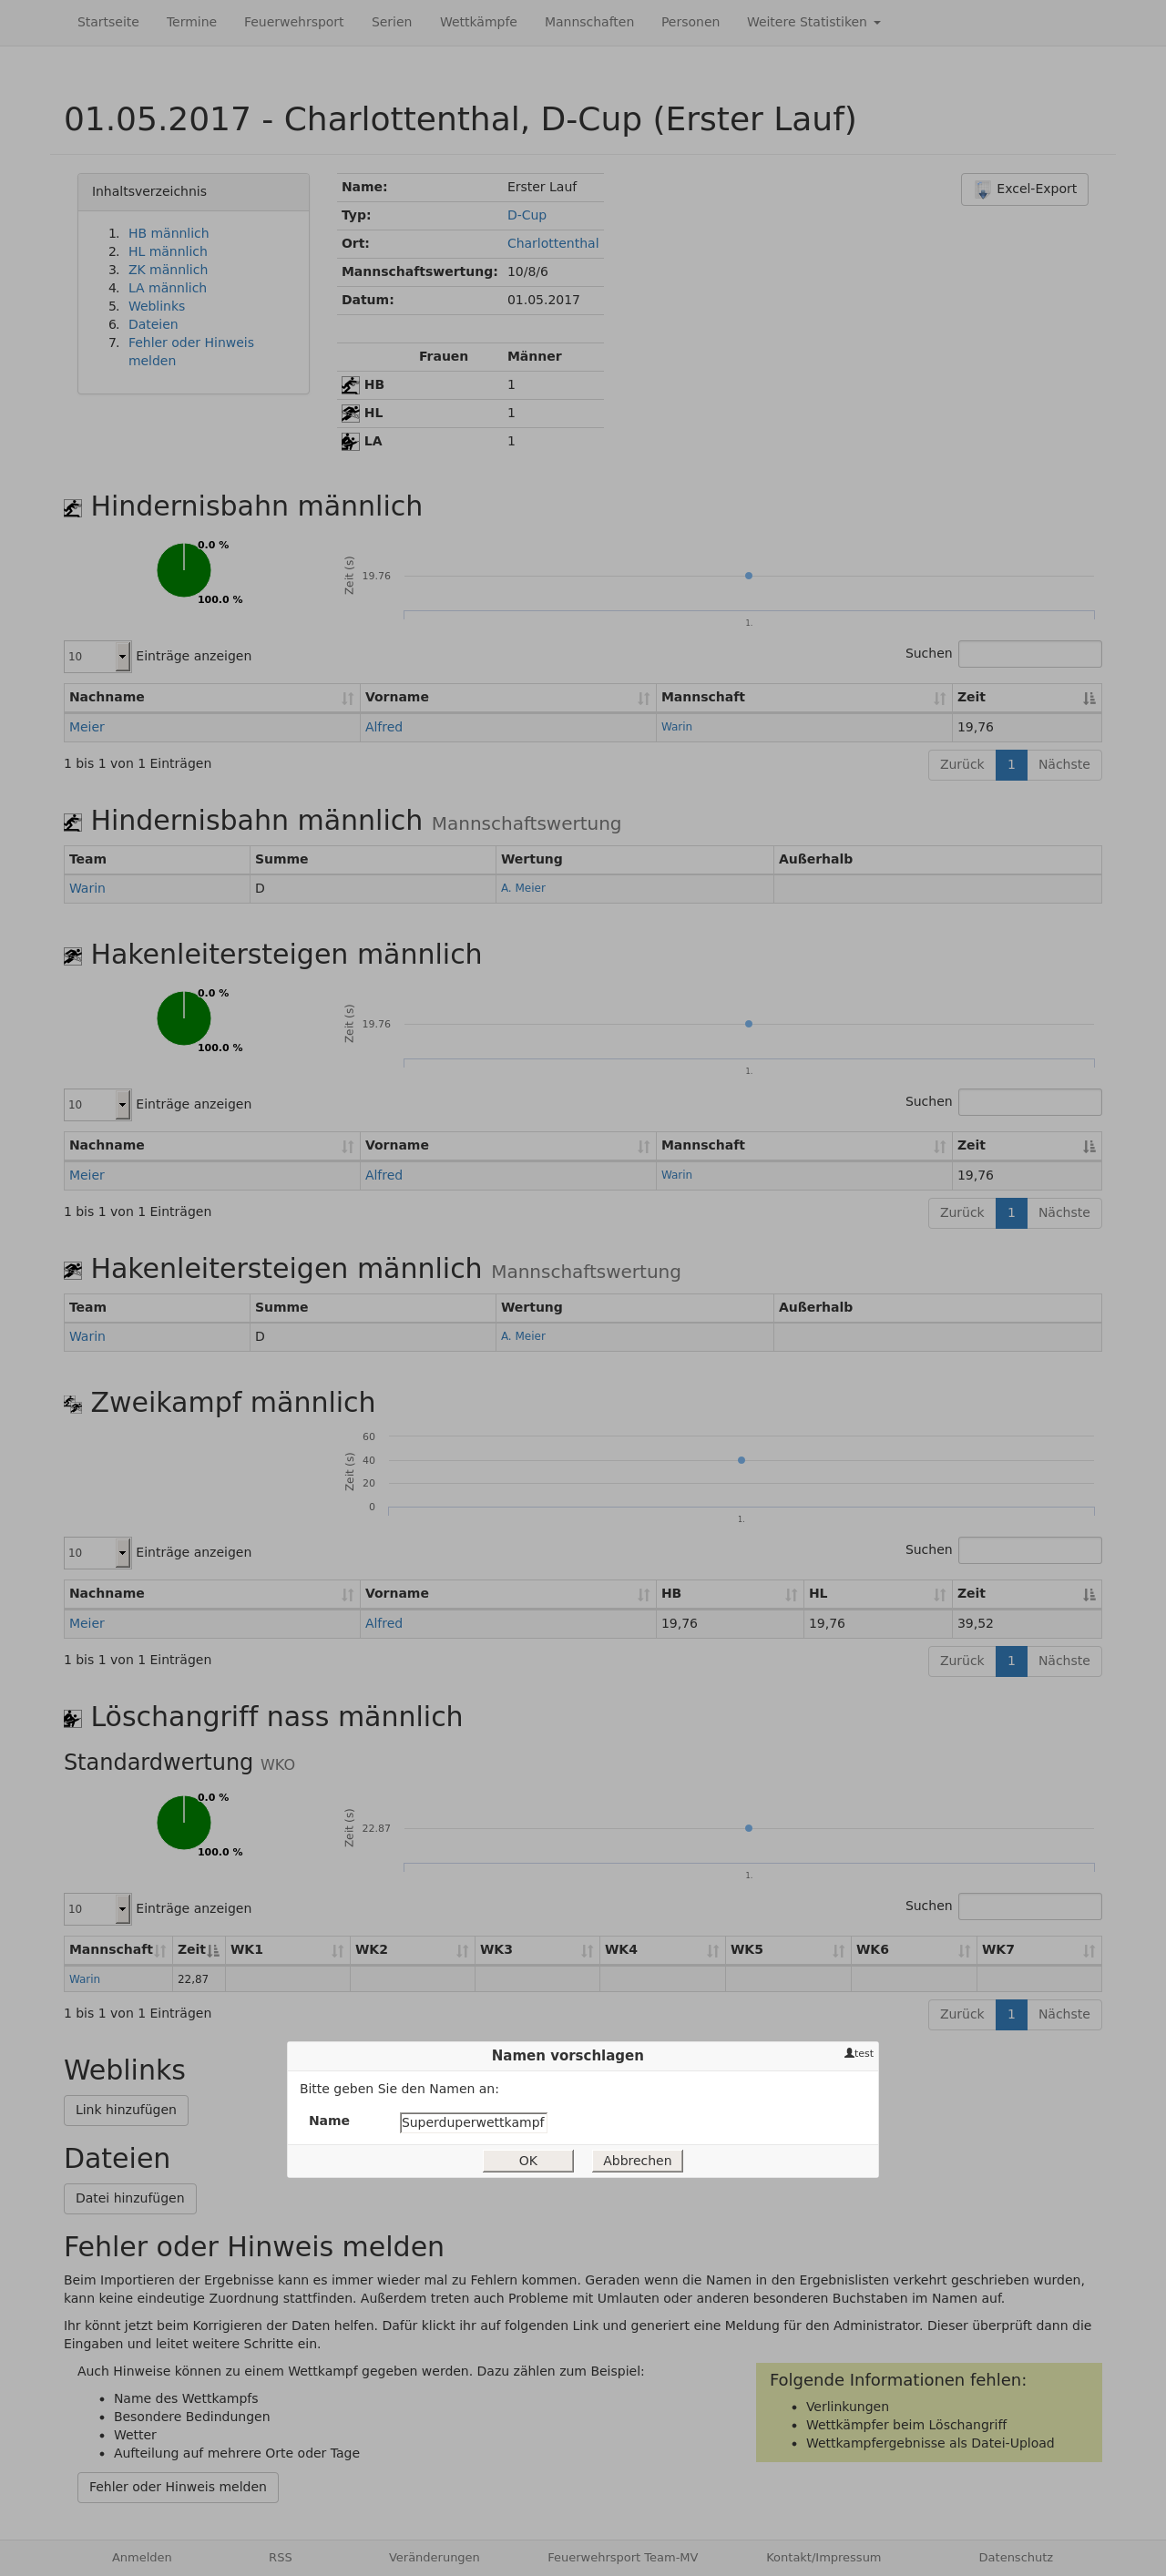 Startseite Termine Feuerwehrsport Serien Wettkämpfe Mannschaften Personen Weitere Statistiken
01.05.2017 - Charlottenthal, D-Cup (Erster Lauf)
Inhaltsverzeichnis
1. HB männlich
2. HL männlich
3. ZK männlich
4. LA männlich
5. Weblinks
6. Dateien
7. Fehler oder Hinweis
melden
Name: Erster Lauf
Typ: D-Cup
Ort: Charlottenthal
Mannschaftswertung: 10/8/6
Datum: 01.05.2017
Frauen Männer
HB 1
HL 1
LA 1
Excel-Export
Hindernisbahn männlich
0.0 %
100.0 %
Zeit (s)
19.76
1.
10 Einträge anzeigen
Suchen
Nachname Vorname Mannschaft Zeit
Meier Alfred Warin 19,76
1 bis 1 von 1 Einträgen
Zurück 1 Nächste
Hindernisbahn männlich Mannschaftswertung
Team Summe Wertung Außerhalb
Warin D A. Meier
Hakenleitersteigen männlich
0.0 %
100.0 %
Zeit (s)
19.76
1.
10 Einträge anzeigen
Suchen
Nachname Vorname Mannschaft Zeit
Meier Alfred Warin 19,76
1 bis 1 von 1 Einträgen
Zurück 1 Nächste
Hakenleitersteigen männlich Mannschaftswertung
Team Summe Wertung Außerhalb
Warin D A. Meier
Zweikampf männlich
Zeit (s)
60
40
20
0
1.
10 Einträge anzeigen
Suchen
Nachname Vorname HB HL Zeit
Meier Alfred 19,76 19,76 39,52
1 bis 1 von 1 Einträgen
Zurück 1 Nächste
Löschangriff nass männlich
Standardwertung WKO
0.0 %
100.0 %
Zeit (s)
22.87
1.
10 Einträge anzeigen
Suchen
Mannschaft Zeit WK1 WK2 WK3 WK4 WK5 WK6 WK7
Warin 22,87
1 bis 1 von 1 Einträgen
Zurück 1 Nächste
Namen vorschlagen
test
Bitte geben Sie den Namen an:
Name Superduperwettkampf
OK Abbrechen
Weblinks
Link hinzufügen
Dateien
Datei hinzufügen
Fehler oder Hinweis melden
Beim Importieren der Ergebnisse kann es immer wieder mal zu Fehlern kommen. Geraden wenn die Namen in den Ergebnislisten verkehrt geschrieben wurden,
kann keine eindeutige Zuordnung stattfinden. Außerdem treten auch Probleme mit Umlauten oder anderen besonderen Buchstaben im Namen auf.
Ihr könnt jetzt beim Korrigieren der Daten helfen. Dafür klickt ihr auf folgenden Link und generiert eine Meldung für den Administrator. Dieser überprüft dann die
Eingaben und leitet weitere Schritte ein.
Auch Hinweise können zu einem Wettkampf gegeben werden. Dazu zählen zum Beispiel:
• Name des Wettkampfs
• Besondere Bedingungen
• Wetter
• Aufteilung auf mehrere Orte oder Tage
Fehler oder Hinweis melden
Folgende Informationen fehlen:
• Verlinkungen
• Wettkämpfer beim Löschangriff
• Wettkampfergebnisse als Datei-Upload
Anmelden RSS Veränderungen Feuerwehrsport Team-MV Kontakt/Impressum Datenschutz